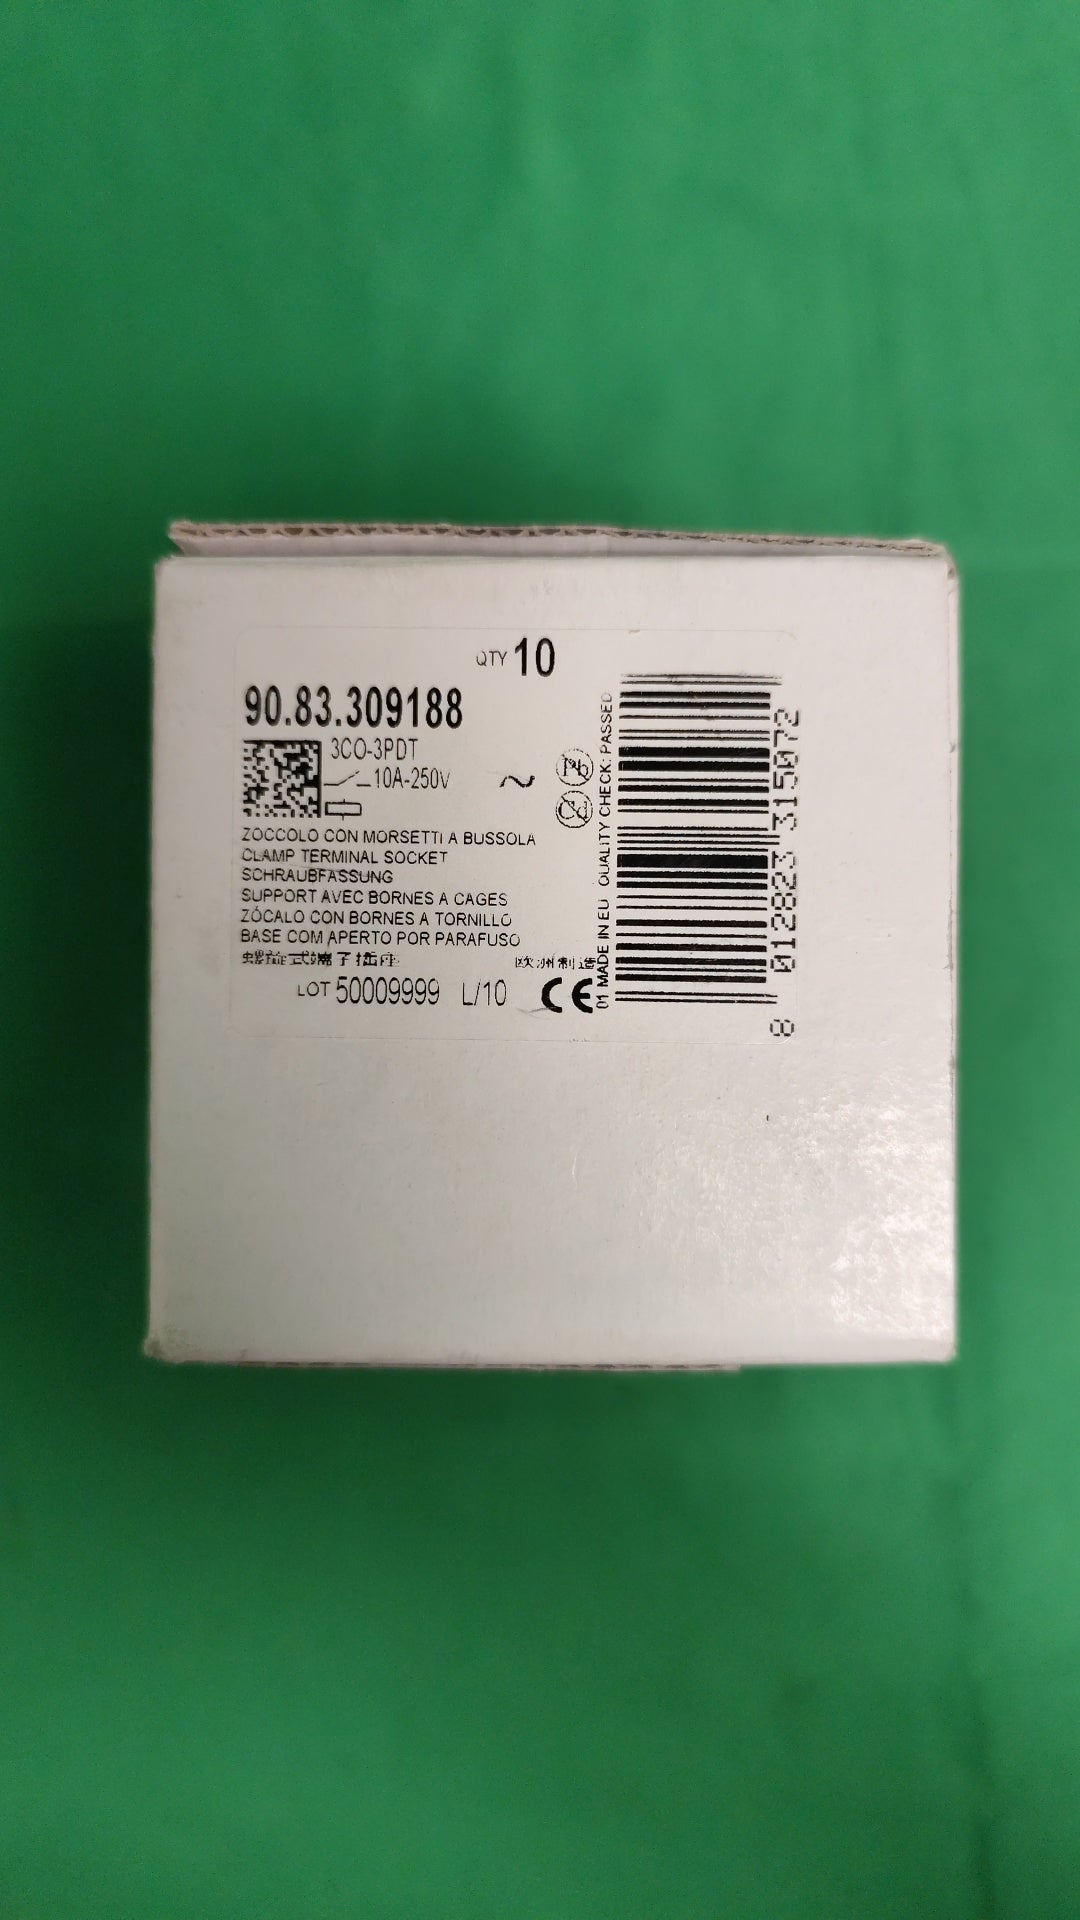 QTY 10
90.83.309188
3CO-3PDT
10A-250V ~
ZOCCOLO CON MORSETTI A BUSSOLA
CLAMP TERMINAL SOCKET
SCHRAUBFASSUNG
SUPPORT AVEC BORNES A CAGES
ZÓCALO CON BORNES A TORNILLO
BASE COM APERTO POR PARAFUSO
螺旋式端子插座 欧洲制造
LOT 50009999 L/10 CE
Pb
Cd
01 MADE IN EU QUALITY CHECK: PASSED
8 012823 315072